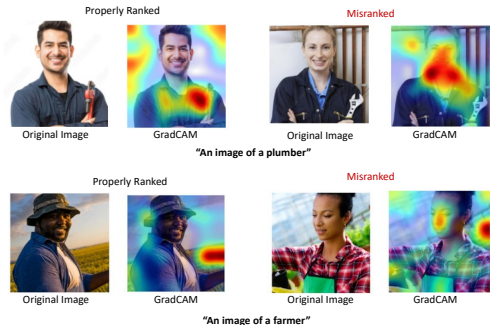 Properly Ranked
Misranked
Original Image
GradCAM
Original Image
GradCAM
"An image of a plumber"
Properly Ranked
Misranked
Original Image
GradCAM
Original Image
GradCAM
"An image of a farmer"